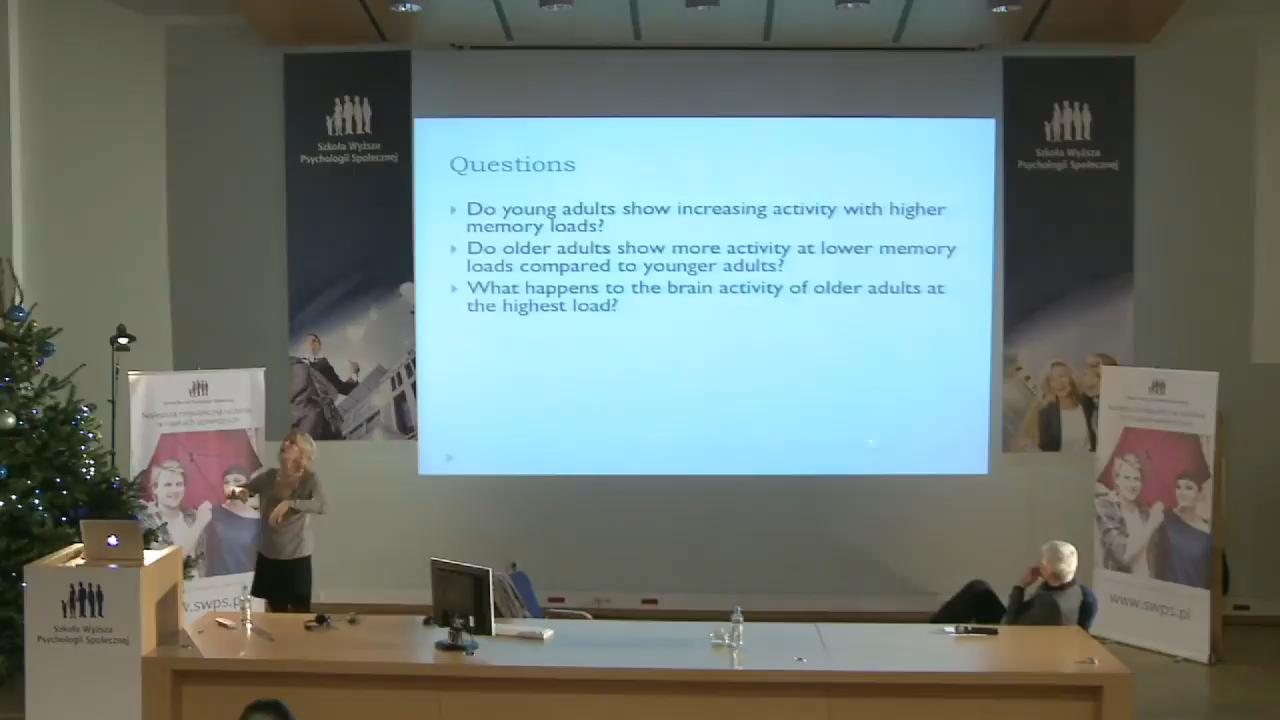 Szkoła Wyższa
Psychologii Społecznej
Szkoła Wyższa
Psychologii Społecznej
Questions
Do young adults show increasing activity with higher
memory loads?
Do older adults show more activity at lower memory
loads compared to younger adults?
What happens to the brain activity of older adults at
the highest load?
www.swps.pl
Szkoła Wyższa
Psychologii Społecznej